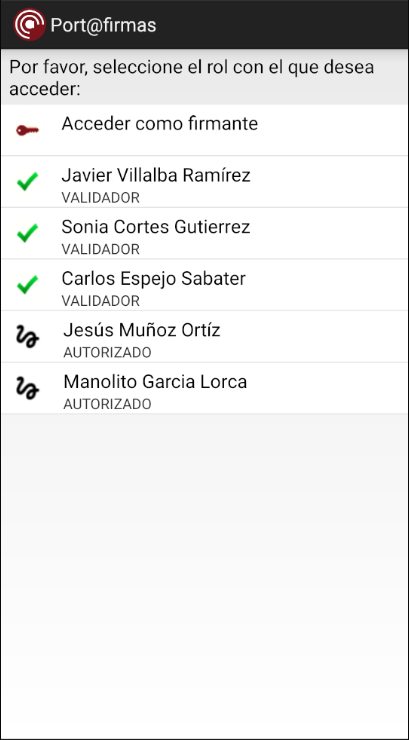 Port@firmas
Por favor, seleccione el rol con el que desea
acceder:
Acceder como firmante
Javier Villalba Ramírez
VALIDADOR
Sonia Cortes Gutierrez
VALIDADOR
Carlos Espejo Sabater
VALIDADOR
Jesús Muñoz Ortíz
AUTORIZADO
Manolito Garcia Lorca
AUTORIZADO